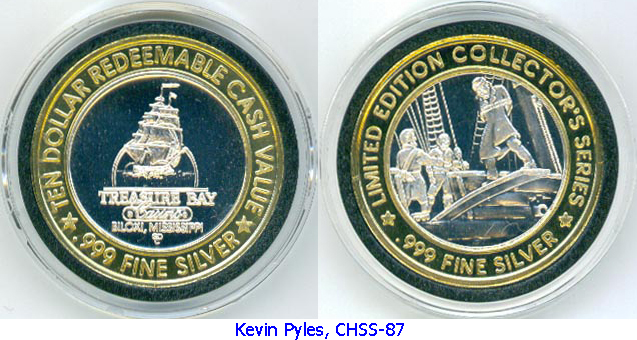 TEN DOLLAR REDEEMABLE CASH VALUE
TREASURE BAY
Casino
BILOXI, MISSISSIPPI
.999 FINE SILVER
LIMITED EDITION COLLECTOR'S SERIES
.999 FINE SILVER
Kevin Pyles, CHSS-87